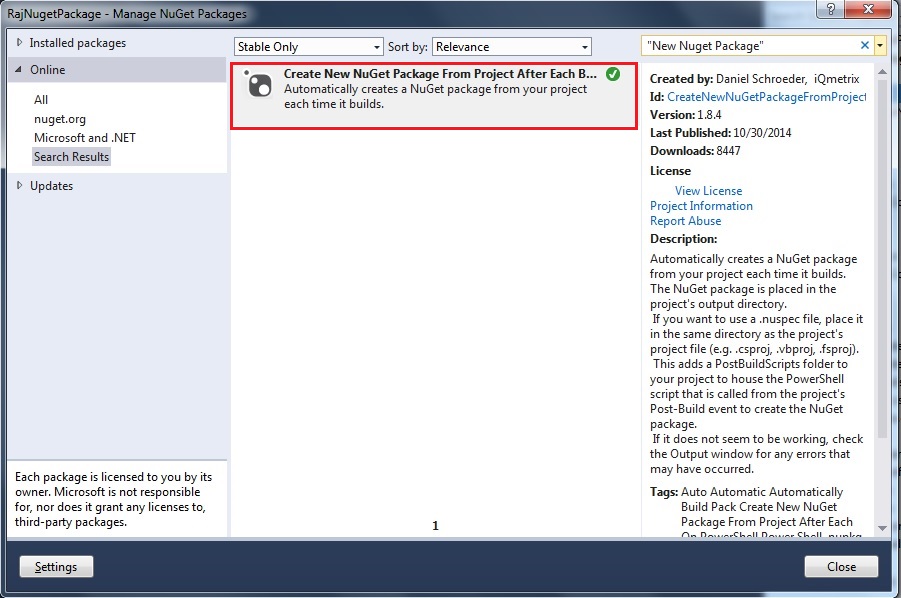 RajNugetPackage - Manage NuGet Packages
?
Installed packages
Online
All
nuget.org
Microsoft and .NET
Search Results
Updates
Each package is licensed to you by its
owner. Microsoft is not responsible
for, nor does it grant any licenses to,
third-party packages.
Stable Only
Sort by: Relevance
Create New NuGet Package From Project After Each B...
Automatically creates a NuGet package from your project
each time it builds.
1
"New Nuget Package"
Created by: Daniel Schroeder, iQmetrix
Id: CreateNewNuGetPackageFromProject
Version: 1.8.4
Last Published: 10/30/2014
Downloads: 8447
License
View License
Project Information
Report Abuse
Description:
Automatically creates a NuGet package
from your project each time it builds.
The NuGet package is placed in the
project's output directory.
If you want to use a .nuspec file, place it
in the same directory as the project's
project file (e.g. .csproj, .vbproj, .fsproj).
This adds a PostBuildScripts folder to
your project to house the PowerShell
script that is called from the project's
Post-Build event to create the NuGet
package.
If it does not seem to be working, check
the Output window for any errors that
may have occurred.
Tags: Auto Automatic Automatically
Build Pack Create New NuGet
Package From Project After Each
On PowerShell Power Shell .nupkg
Settings
Close